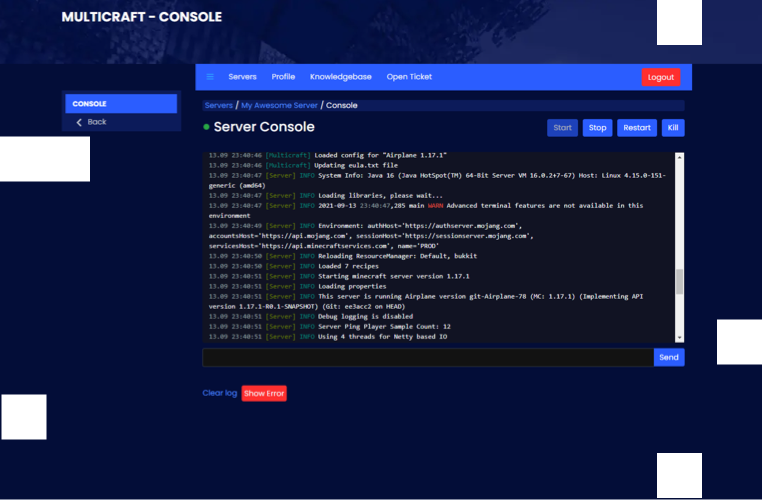 MULTICRAFT - CONSOLE
Servers Profile Knowledgebase Open Ticket Logout
CONSOLE
Back
Servers / My Awesome Server / Console
Server Console
Start Stop Restart Kill
13.09 23:40:46 [Multicraft] Loaded config for "Airplane 1.17.1"
13.09 23:40:46 [Multicraft] Updating eula.txt file
13.09 23:40:47 [Server] INFO System Info: Java 16 (Java HotSpot(TM) 64-Bit Server VM 16.0.2+7-67) Host: Linux 4.15.0-151-
generic (amd64)
13.09 23:40:47 [Server] INFO Loading libraries, please wait...
13.09 23:40:47 [Server] INFO 2021-09-13 23:40:47,285 main WARN Advanced terminal features are not available in this
environment
13.09 23:40:49 [Server] INFO Environment: authHost='https://authserver.mojang.com',
accountsHost='https://api.mojang.com', sessionHost='https://sessionserver.mojang.com',
servicesHost='https://api.minecraftservices.com', name='PROD'
13.09 23:40:50 [Server] INFO Reloading ResourceManager: Default, bukkit
13.09 23:40:50 [Server] INFO Loaded 7 recipes
13.09 23:40:51 [Server] INFO Starting minecraft server version 1.17.1
13.09 23:40:51 [Server] INFO Loading properties
13.09 23:40:51 [Server] INFO This server is running Airplane version git-Airplane-78 (MC: 1.17.1) (Implementing API
version 1.17.1-R0.1-SNAPSHOT) (Git: ee3acc2 on HEAD)
13.09 23:40:51 [Server] INFO Debug logging is disabled
13.09 23:40:51 [Server] INFO Server Ping Player Sample Count: 12
13.09 23:40:51 [Server] INFO Using 4 threads for Netty based IO
Send
Clear log Show Error